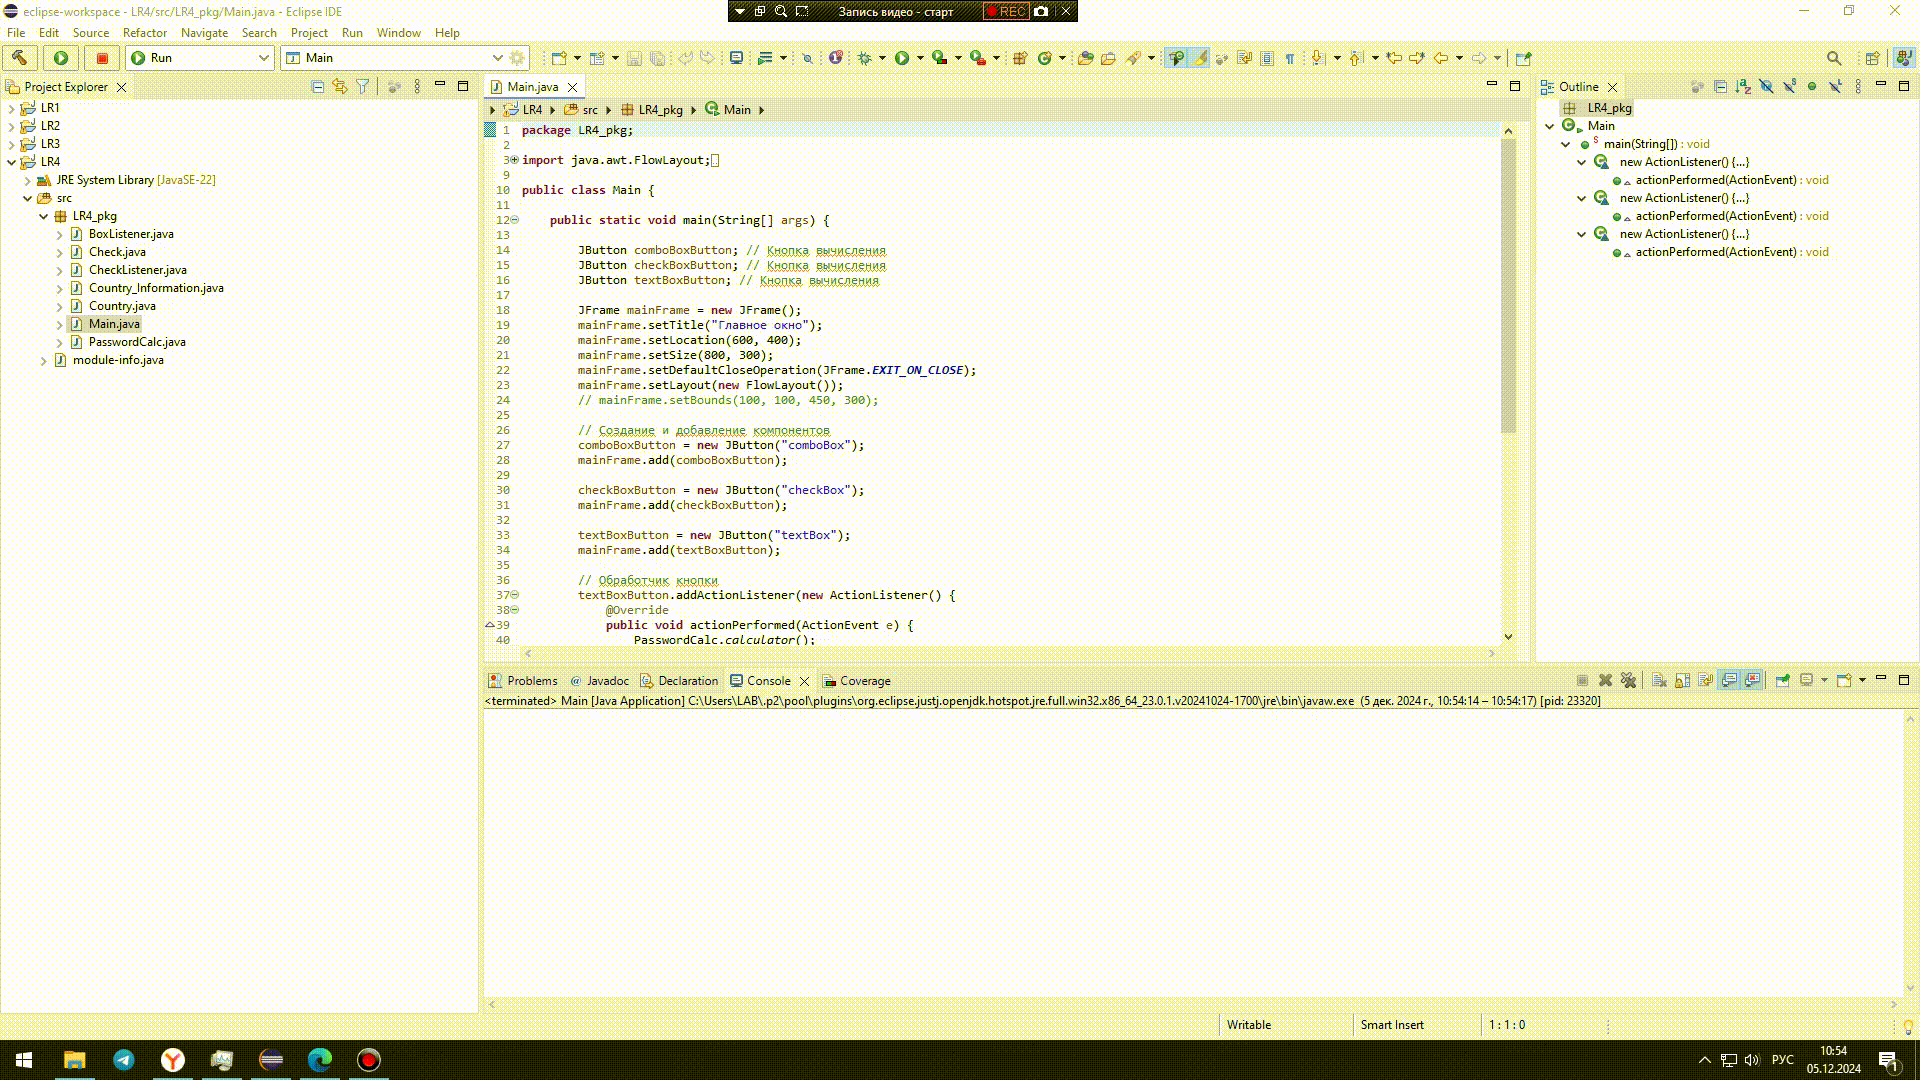 eclipse-workspace - LR4/src/LR4_pkg/Main.java - Eclipse IDE
Запись видео - старт
REC
File Edit Source Refactor Navigate Search Project Run Window Help
Run
Main
Project Explorer
LR1
LR2
LR3
LR4
JRE System Library [JavaSE-22]
src
LR4_pkg
BoxListener.java
Check.java
CheckListener.java
Country_Information.java
Country.java
Main.java
PasswordCalc.java
module-info.java
Main.java
LR4 src LR4_pkg Main
1 package LR4_pkg;
2
3 import java.awt.FlowLayout;
9
10 public class Main {
11
12 public static void main(String[] args) {
13
14 JButton comboBoxButton; // Кнопка вычисления
15 JButton checkBoxButton; // Кнопка вычисления
16 JButton textBoxButton; // Кнопка вычисления
17
18 JFrame mainFrame = new JFrame();
19 mainFrame.setTitle("Главное окно");
20 mainFrame.setLocation(600, 400);
21 mainFrame.setSize(800, 300);
22 mainFrame.setDefaultCloseOperation(JFrame.EXIT_ON_CLOSE);
23 mainFrame.setLayout(new FlowLayout());
24 // mainFrame.setBounds(100, 100, 450, 300);
25
26 // Создание и добавление компонентов
27 comboBoxButton = new JButton("comboBox");
28 mainFrame.add(comboBoxButton);
29
30 checkBoxButton = new JButton("checkBox");
31 mainFrame.add(checkBoxButton);
32
33 textBoxButton = new JButton("textBox");
34 mainFrame.add(textBoxButton);
35
36 // Обработчик кнопки
37 textBoxButton.addActionListener(new ActionListener() {
38 @Override
39 public void actionPerformed(ActionEvent e) {
40 PasswordCalc.calculator();
Outline
LR4_pkg
Main
main(String[]) : void
new ActionListener() {...}
actionPerformed(ActionEvent) : void
new ActionListener() {...}
actionPerformed(ActionEvent) : void
new ActionListener() {...}
actionPerformed(ActionEvent) : void
Problems Javadoc Declaration Console Coverage
<terminated> Main [Java Application] C:\Users\LAB\.p2\pool\plugins\org.eclipse.justj.openjdk.hotspot.jre.full.win32.x86_64_23.0.1.v20241024-1700\jre\bin\javaw.exe (5 дек. 2024 г., 10:54:14 – 10:54:17) [pid: 23320]
Writable Smart Insert 1 : 1 : 0
РУС
10:54
05.12.2024
1